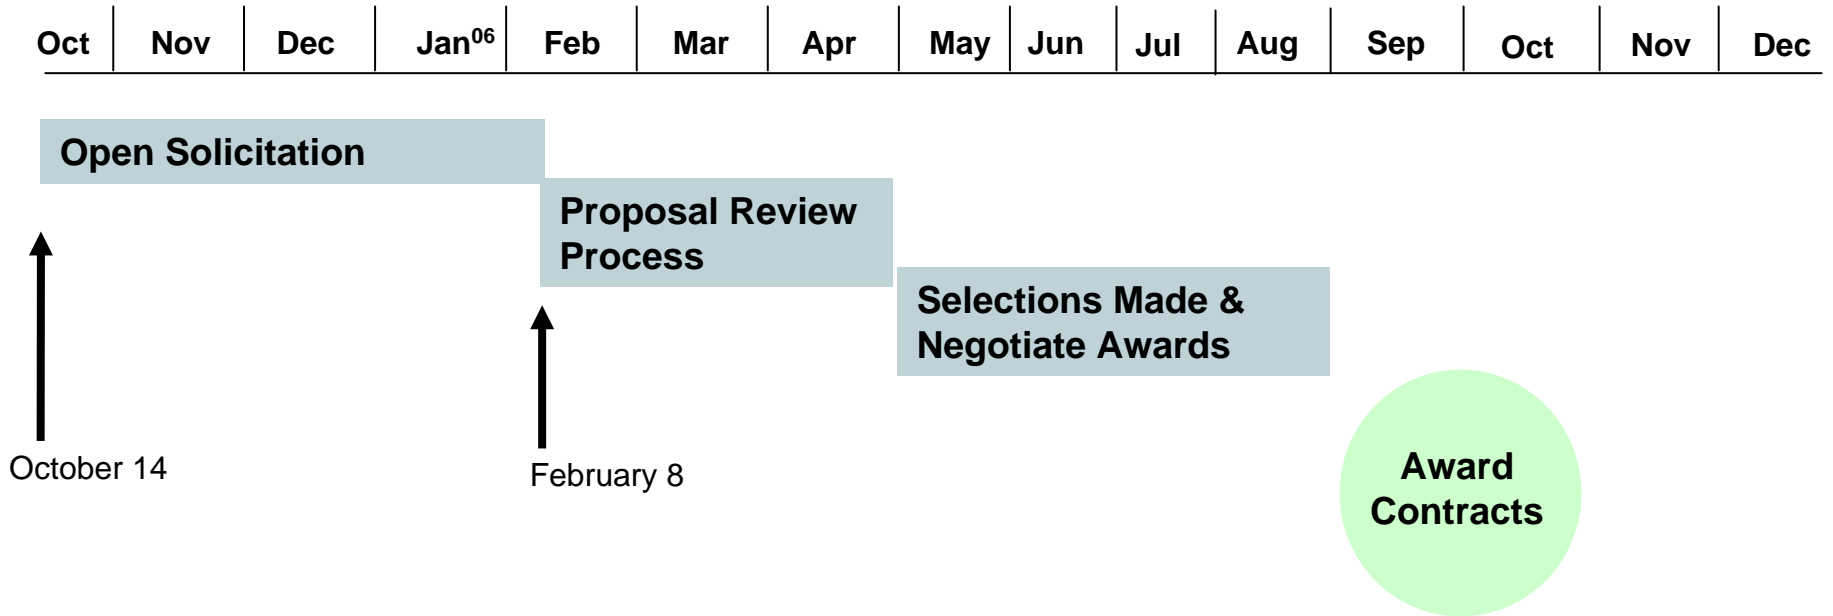 Oct Nov Dec Jan06 Feb Mar Apr May Jun Jul Aug Sep Oct Nov Dec
Open Solicitation
Proposal Review
Process
Selections Made &
Negotiate Awards
October 14
February 8
Award
Contracts